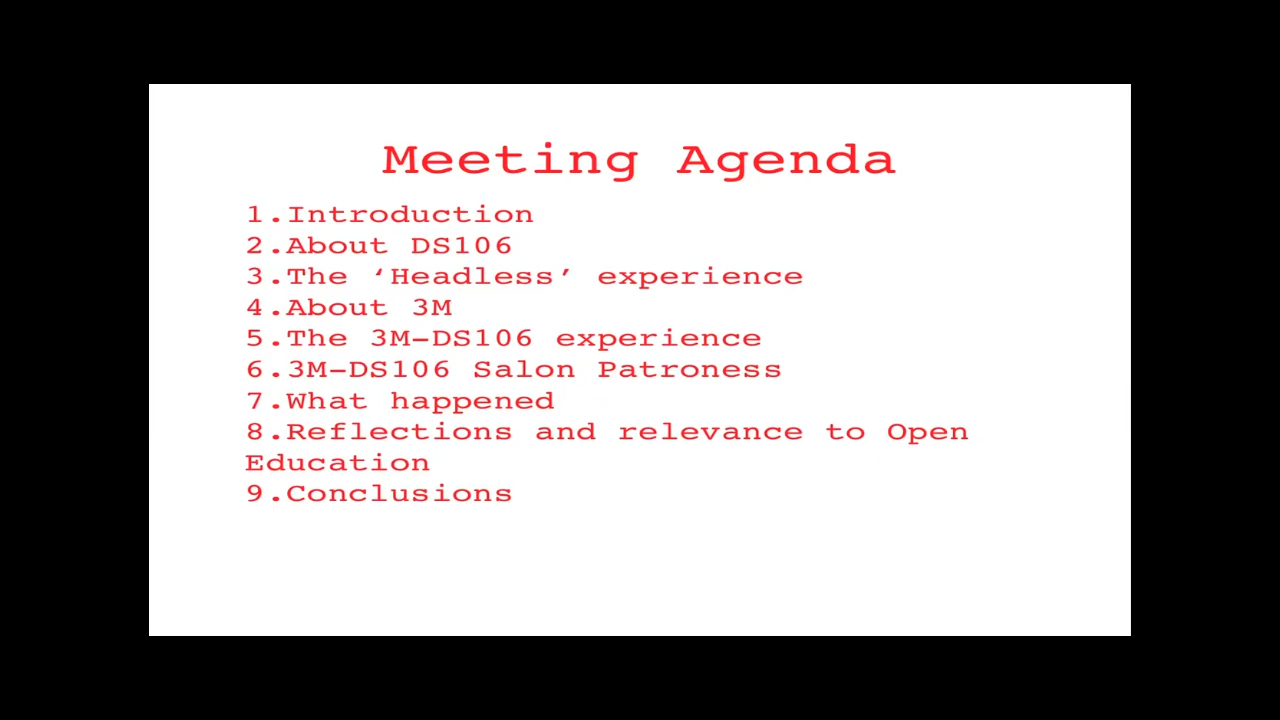 Meeting Agenda
1.Introduction
2.About DS106
3.The ‘Headless’ experience
4.About 3M
5.The 3M–DS106 experience
6.3M–DS106 Salon Patroness
7.What happened
8.Reflections and relevance to Open
Education
9.Conclusions